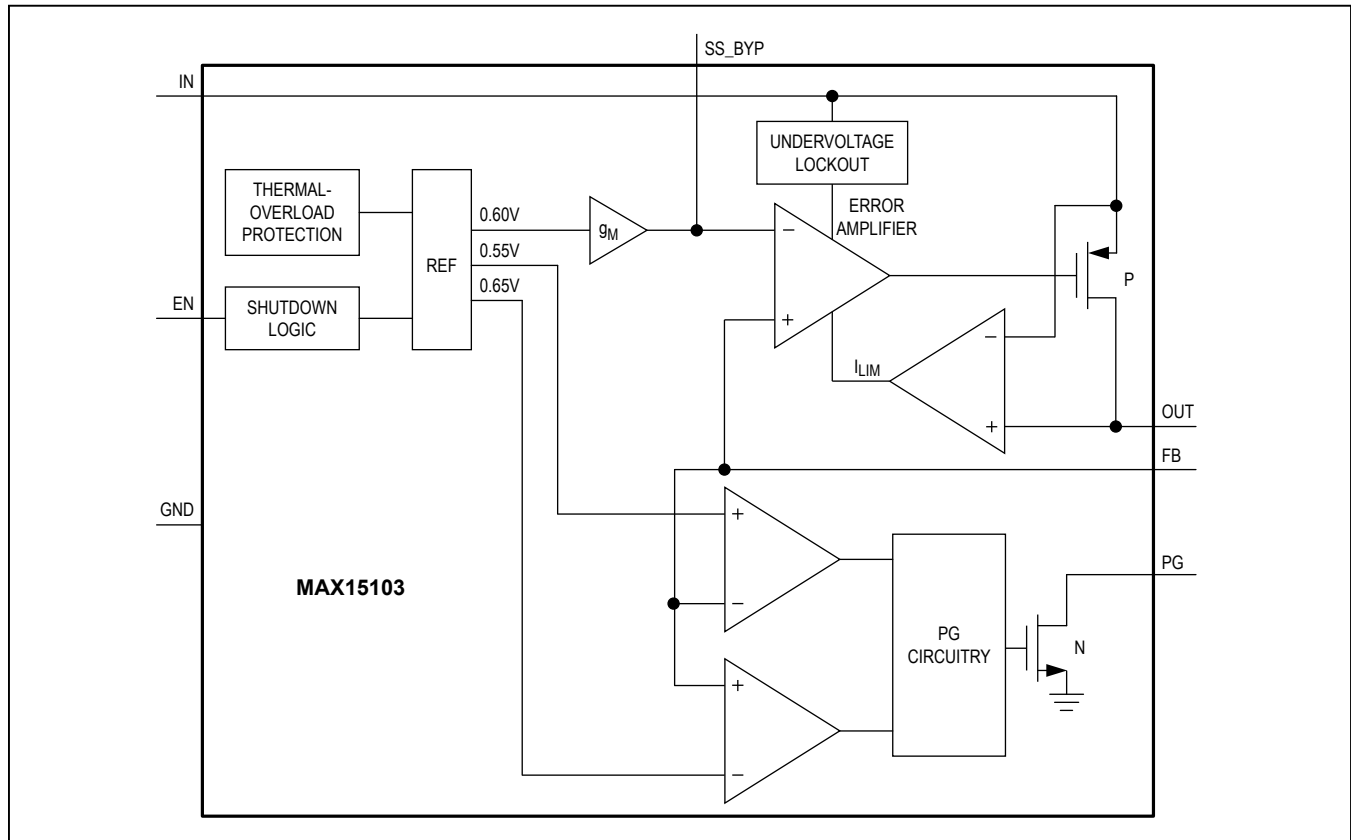 SS_BYP
IN
UNDERVOLTAGE
LOCKOUT
THERMAL-
OVERLOAD
PROTECTION
REF
0.60V
0.55V
0.65V
gM
ERROR
AMPLIFIER
−
+
P
EN
SHUTDOWN
LOGIC
ILIM
−
+
OUT
FB
GND
+
−
PG
CIRCUITRY
PG
N
MAX15103
+
−